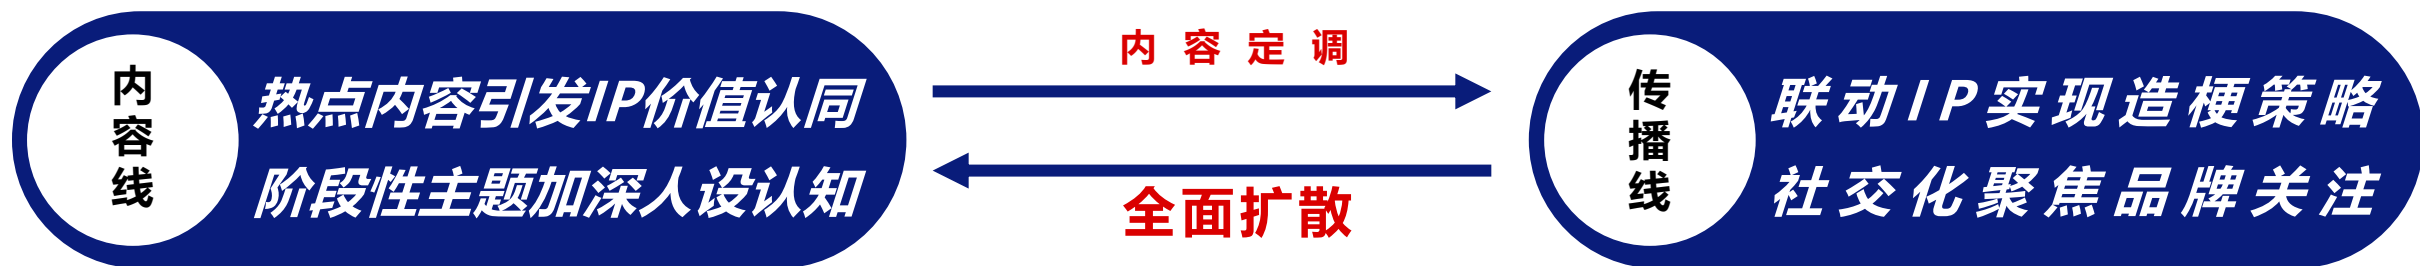 内容线
热点内容引发IP价值认同
阶段性主题加深人设认知
内容定调
全面扩散
传播线
联动IP实现造梗策略
社交化聚焦品牌关注